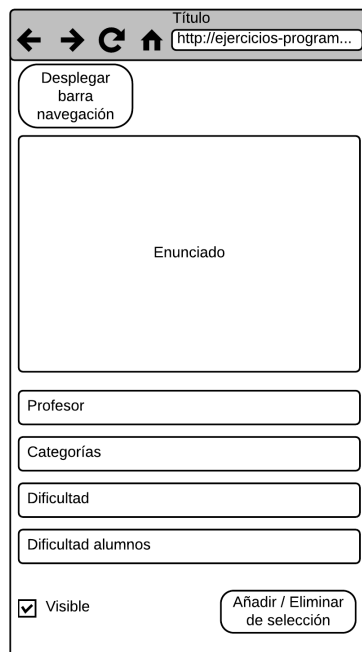 Título
http://ejercicios-program...
Desplegar
barra
navegación
Enunciado
Profesor
Categorías
Dificultad
Dificultad alumnos
Visible
Añadir / Eliminar
de selección